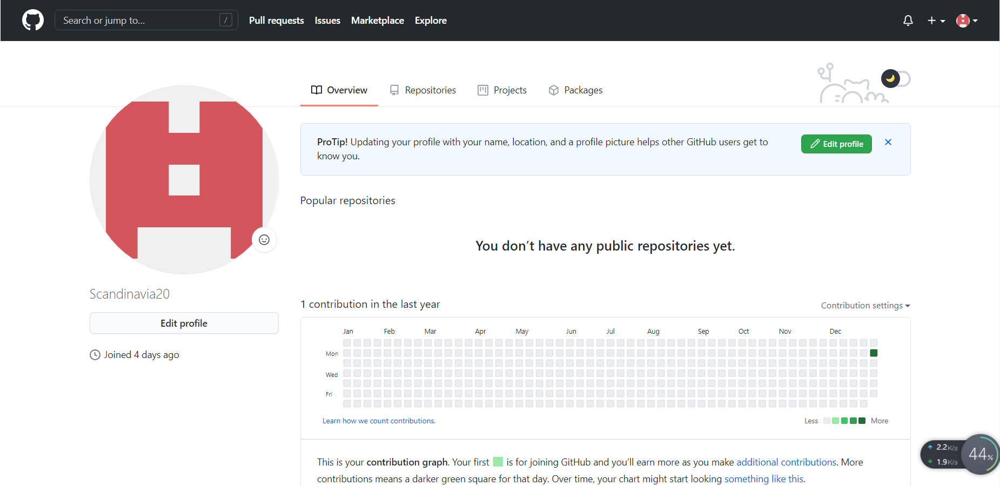 Search or jump to... / Pull requests Issues Marketplace Explore
Overview Repositories Projects Packages
ProTip! Updating your profile with your name, location, and a profile picture helps other GitHub users get to
know you.
Edit profile
Popular repositories
You don’t have any public repositories yet.
Scandinavia20
Edit profile
Joined 4 days ago
1 contribution in the last year
Contribution settings
Jan Feb Mar Apr May Jun Jul Aug Sep Oct Nov Dec
Mon
Wed
Fri
Learn how we count contributions.
Less More
This is your contribution graph. Your first is for joining GitHub and you’ll earn more as you make additional contributions. More
contributions means a darker green square for that day. Over time, your chart might start looking something like this.
2.2K/s
1.9K/s
44%